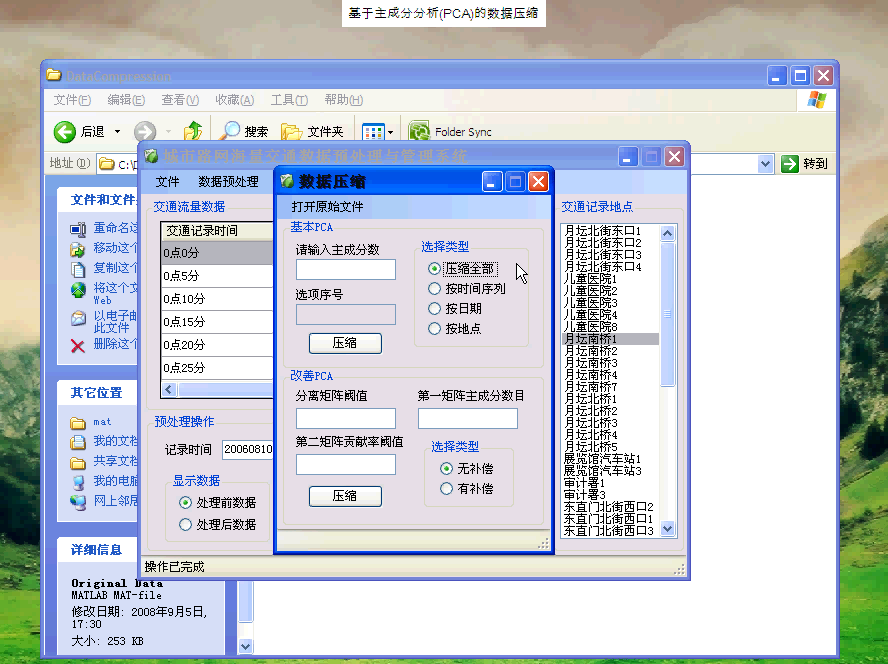 基于主成分分析(PCA)的数据压缩
DataCompression
文件(F) 编辑(E) 查看(V) 收藏(A) 工具(T) 帮助(H)
后退 搜索 文件夹 Folder Sync
地址(D) C:\D 转到
文件和文件
重命名这
移动这个
复制这个
将这个文
Web
以电子邮
此文件
删除这个
其它位置
mat
我的文档
共享文档
我的电脑
网上邻居
详细信息
Original Data
MATLAB MAT-file
修改日期: 2008年9月5日,
17:30
大小: 253 KB
城市路网海量交通数据预处理与管理系统
文件 数据预处理
交通流量数据
交通记录时间
0点0分
0点5分
0点10分
0点15分
0点20分
0点25分
预处理操作
记录时间 20060810
显示数据
处理前数据
处理后数据
操作已完成
数据压缩
打开原始文件
基本PCA
请输入主成分数
选项序号
压缩
选择类型
压缩全部
按时间序列
按日期
按地点
改善PCA
分离矩阵阈值
第一矩阵主成分数目
第二矩阵贡献率阈值
压缩
选择类型
无补偿
有补偿
交通记录地点
月坛北街东口1
月坛北街东口2
月坛北街东口3
月坛北街东口4
儿童医院1
儿童医院2
儿童医院3
儿童医院4
儿童医院8
月坛南桥1
月坛南桥2
月坛南桥3
月坛南桥4
月坛南桥7
月坛北桥1
月坛北桥2
月坛北桥3
月坛北桥4
月坛北桥5
展览馆汽车站1
展览馆汽车站3
审计署1
审计署3
东直门北街西口2
东直门北街西口1
东直门北街西口3